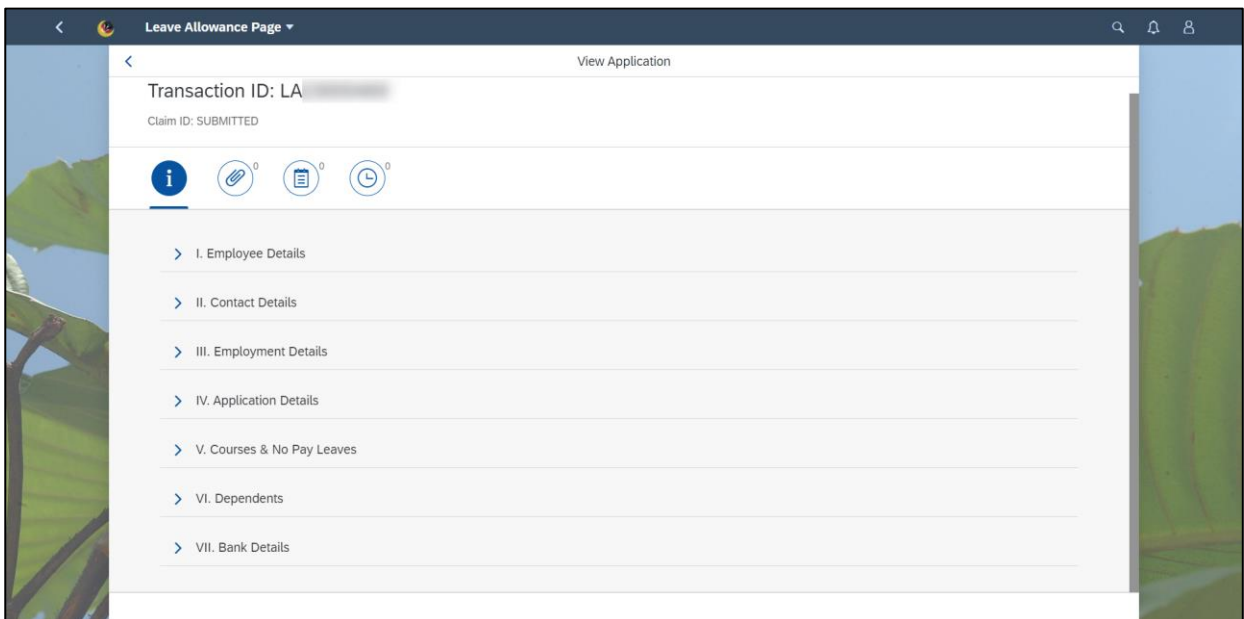 Leave Allowance Page
View Application
Transaction ID: LA
Claim ID: SUBMITTED
0 0 0
I. Employee Details
II. Contact Details
III. Employment Details
IV. Application Details
V. Courses & No Pay Leaves
VI. Dependents
VII. Bank Details